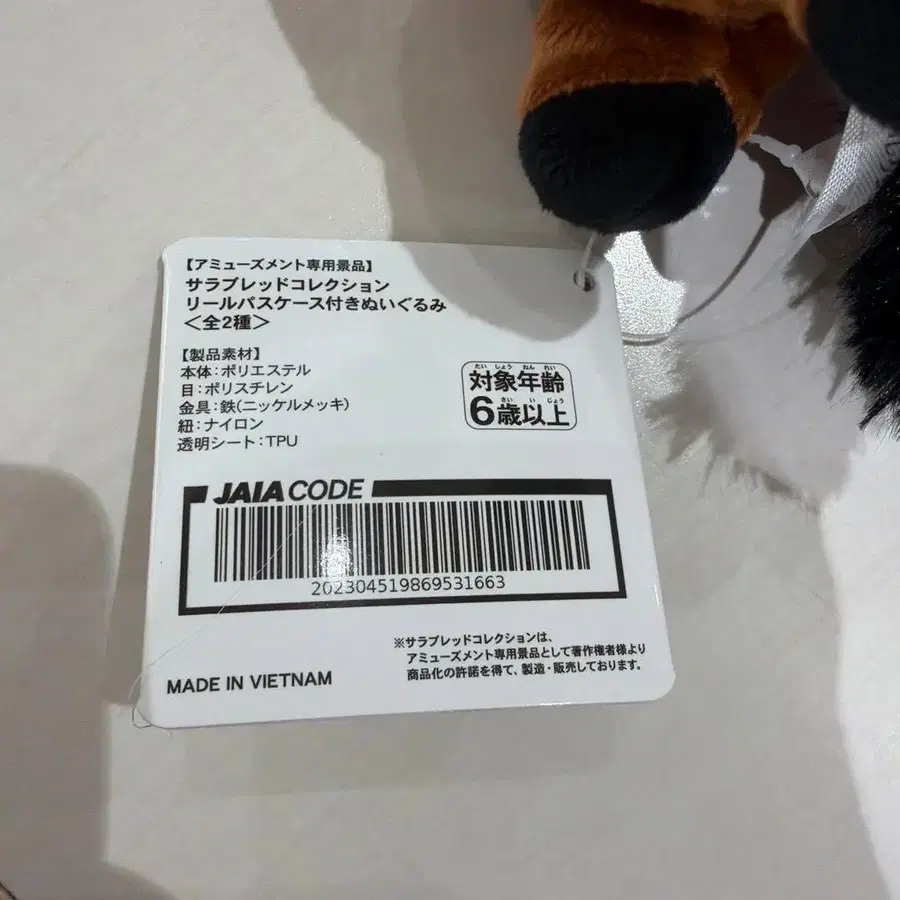 【アミューズメント専用景品】
サラブレッドコレクション
リールパスケース付きぬいぐるみ
＜全2種＞
【製品素材】
本体：ポリエステル
目：ポリスチレン
金具：鉄(ニッケルメッキ)
紐：ナイロン
透明シート：TPU
たいしょう ねんれい
対象年齢
さい い じょう
6歳以上
JAIA CODE
202304519869531663
※サラブレッドコレクションは、
アミューズメント専用景品として著作権者様より
商品化の許諾を得て、製造・販売しております。
MADE IN VIETNAM